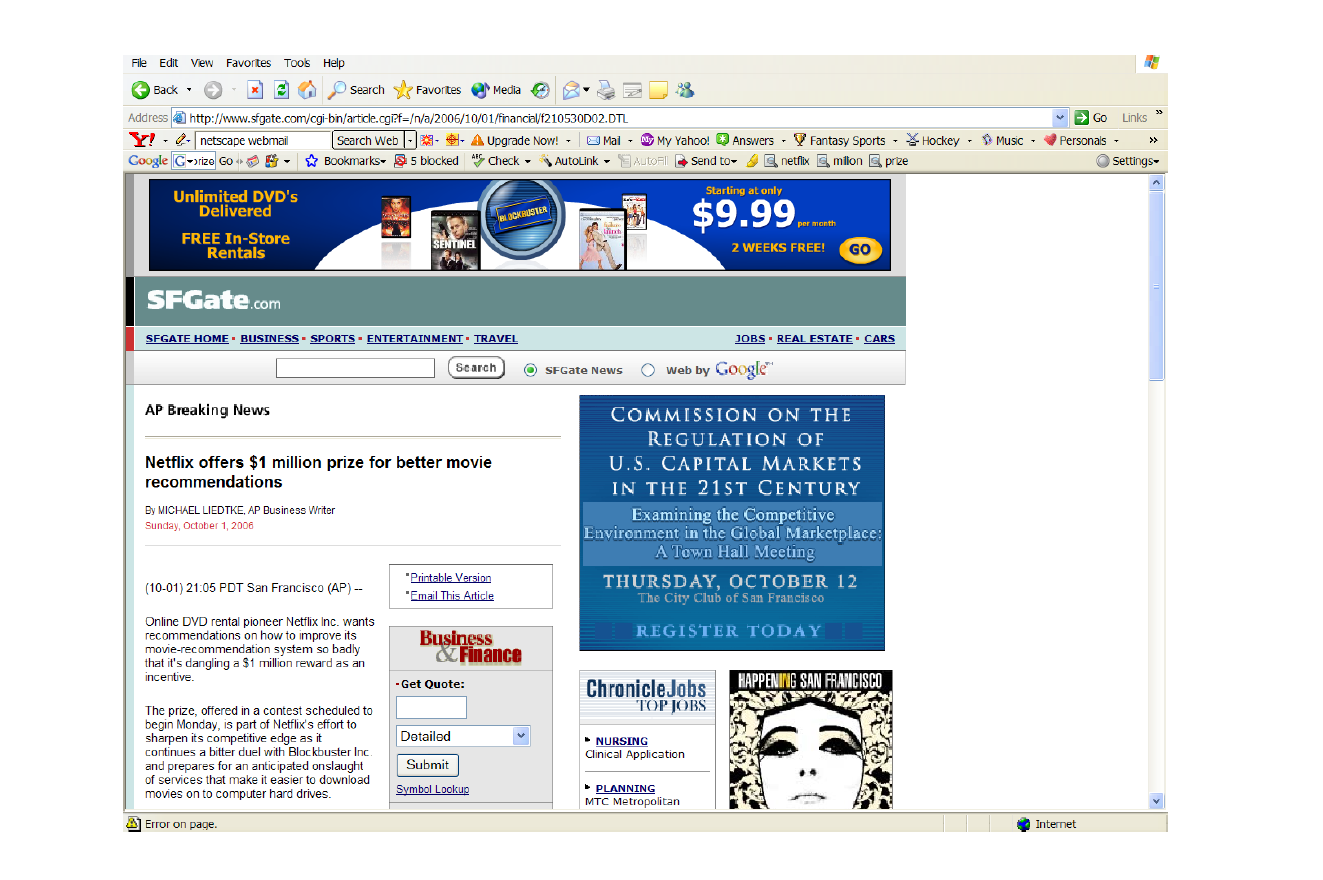 File Edit View Favorites Tools Help
Back Search Favorites Media
Address http://www.sfgate.com/cgi-bin/article.cgi?f=/n/a/2006/10/01/financial/f210530D02.DTL Go Links »
Y! netscape webmail Search Web Upgrade Now! Mail My Yahoo! Answers Fantasy Sports Hockey Music Personals »
Google G prize Go Bookmarks 5 blocked ABC Check AutoLink AutoFill Send to netflix millon prize Settings
Unlimited DVD's
Delivered
FREE In-Store
Rentals
SENTINEL
BLOCKBUSTER
Starting at only
$9.99 per month
2 WEEKS FREE! GO
SFGate.com
SFGATE HOME • BUSINESS • SPORTS • ENTERTAINMENT • TRAVEL
JOBS • REAL ESTATE • CARS
Search SFGate News Web by Google™
AP Breaking News
Netflix offers $1 million prize for better movie
recommendations
By MICHAEL LIEDTKE, AP Business Writer
Sunday, October 1, 2006
(10-01) 21:05 PDT San Francisco (AP) --
Online DVD rental pioneer Netflix Inc. wants
recommendations on how to improve its
movie-recommendation system so badly
that it's dangling a $1 million reward as an
incentive.
The prize, offered in a contest scheduled to
begin Monday, is part of Netflix's effort to
sharpen its competitive edge as it
continues a bitter duel with Blockbuster Inc.
and prepares for an anticipated onslaught
of services that make it easier to download
movies on to computer hard drives.
Printable Version
Email This Article
Business
& Finance
Get Quote:
Detailed
Submit
Symbol Lookup
COMMISSION ON THE
REGULATION OF
U.S. CAPITAL MARKETS
IN THE 21ST CENTURY
Examining the Competitive
Environment in the Global Marketplace:
A Town Hall Meeting
THURSDAY, OCTOBER 12
The City Club of San Francisco
REGISTER TODAY
ChronicleJobs
TOP JOBS
NURSING
Clinical Application
PLANNING
MTC Metropolitan
HAPPENING SAN FRANCISCO
Error on page.
Internet